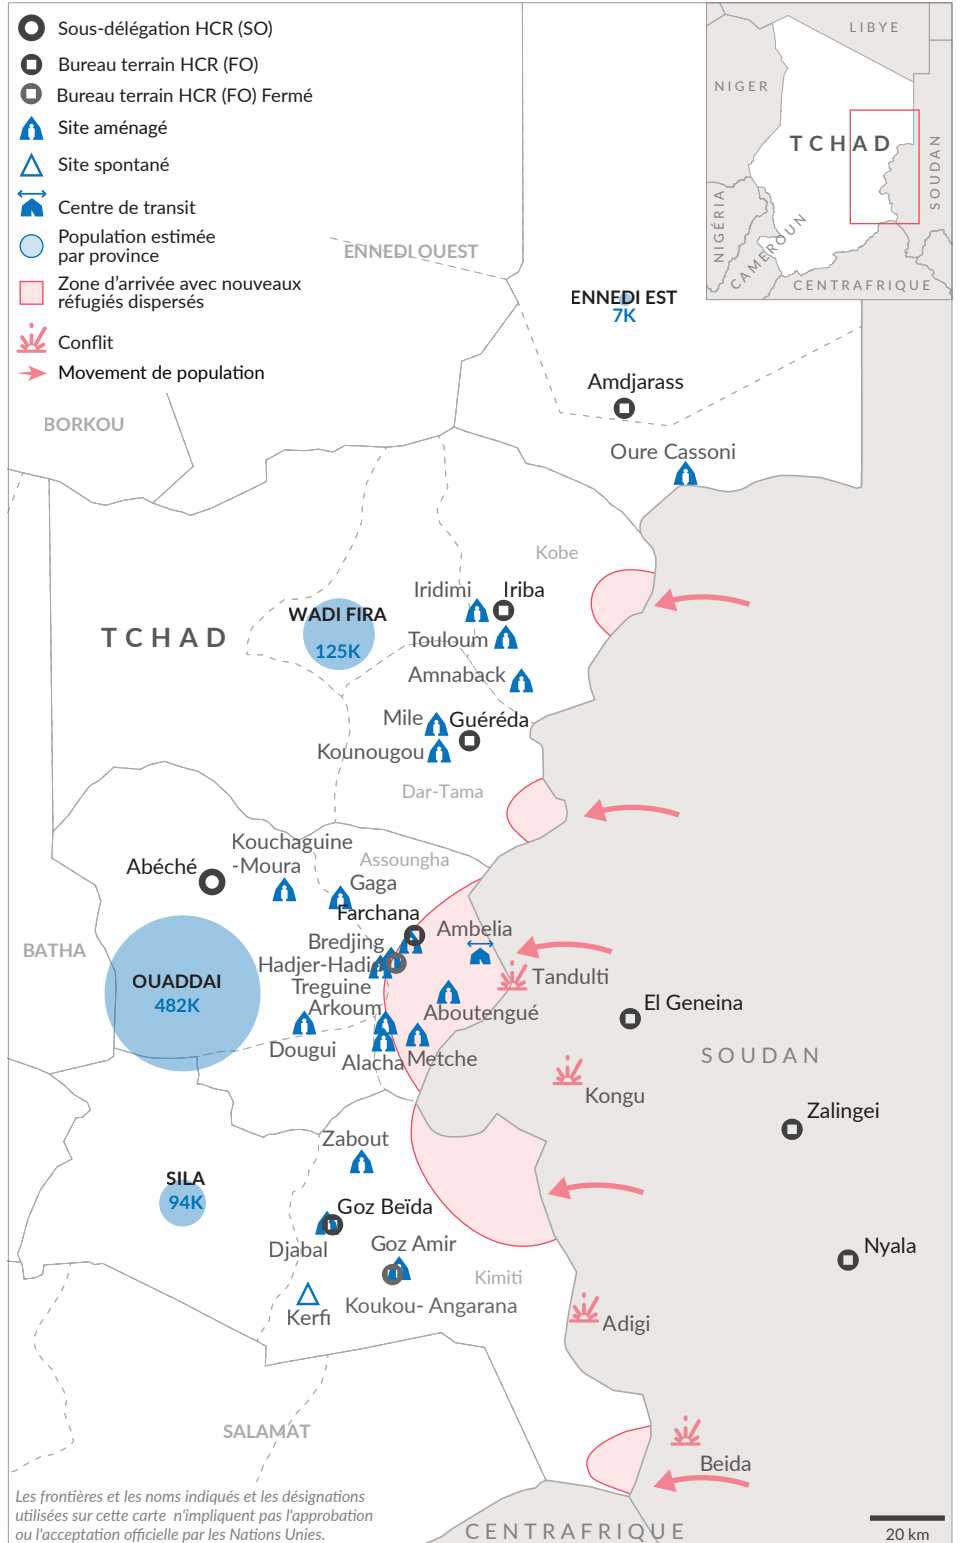 Sous-délégation HCR (SO)
Bureau terrain HCR (FO)
Bureau terrain HCR (FO) Fermé
Site aménagé
Site spontané
Centre de transit
Population estimée
par province
Zone d'arrivée avec nouveaux
réfugiés dispersés
Conflit
Movement de population
LIBYE
NIGER
TCHAD
SOUDAN
NIGÉRIA
CAMEROUN
CENTRAFRIQUE
ENNEDI OUEST
ENNEDI EST
7K
Amdjarass
BORKOU
Oure Cassoni
Kobe
Iridimi
Iriba
WADI FIRA
125K
TCHAD
Touloum
Amnaback
Mile
Guéréda
Kounougou
Dar-Tama
Kouchaguine
-Moura
Abéché
Assoungha
Gaga
Farchana
Ambelia
Bredjing
BATHA
Hadjer-Hadid
Tandulti
OUADDAI
482K
Treguine
Arkoum
Aboutengué
El Geneina
Dougui
Alacha
Metche
SOUDAN
Kongu
Zalingei
Zabout
SILA
94K
Goz Beïda
Djabal
Goz Amir
Nyala
Kimiti
Kerfi
Koukou- Angarana
Adigi
SALAMAT
Beida
Les frontières et les noms indiqués et les désignations
utilisées sur cette carte n'impliquent pas l'approbation
ou l'acceptation officielle par les Nations Unies.
CENTRAFRIQUE
20 km